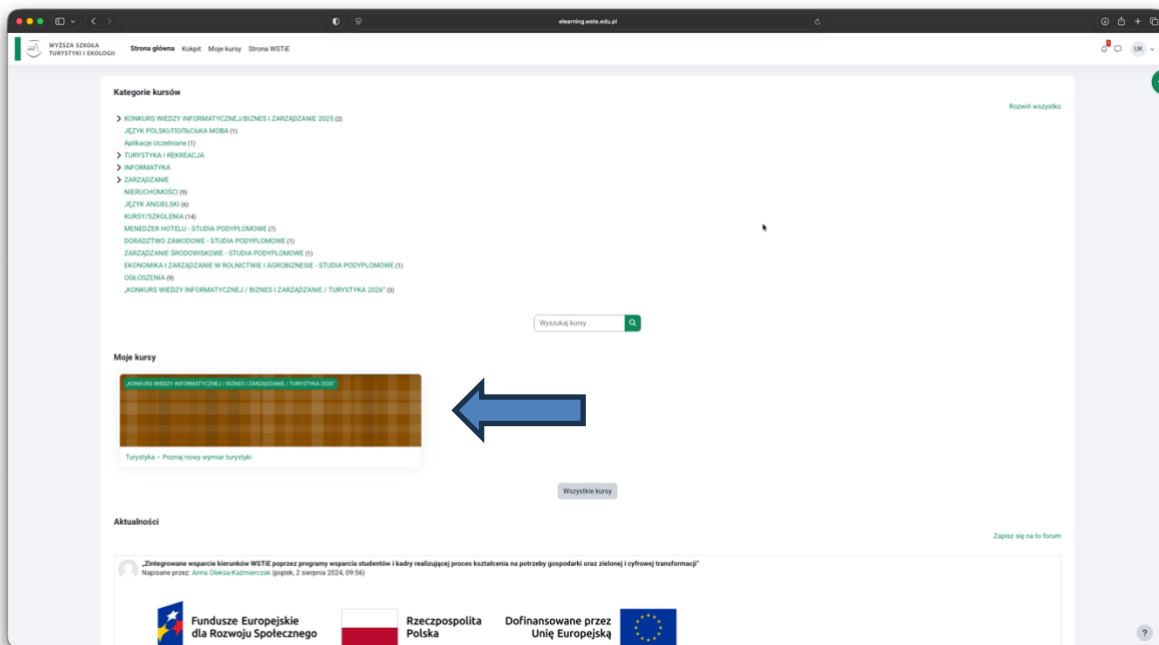 elearning.wste.edu.pl
WYŻSZA SZKOŁA
TURYSTYKI I EKOLOGII
Strona główna Kokpit Moje kursy Strona WSTiE
UK
Kategorie kursów
Rozwiń wszystko
KONKURS WIEDZY INFORMATYCZNEJ/BIZNES I ZARZĄDZANIE 2025 (2)
JĘZYK POLSKI/ПОЛЬСЬКА МОВА (1)
Aplikacje Uczelniane (1)
TURYSTYKA I REKREACJA
INFORMATYKA
ZARZĄDZANIE
NIERUCHOMOŚCI (9)
JĘZYK ANGIELSKI (6)
KURSY/SZKOLENIA (14)
MENEDŻER HOTELU - STUDIA PODYPLOMOWE (7)
DORADZTWO ZAWODOWE - STUDIA PODYPLOMOWE (1)
ZARZĄDZANIE ŚRODOWISKOWE - STUDIA PODYPLOMOWE (1)
EKONOMIKA I ZARZĄDZANIE W ROLNICTWIE I AGROBIZNESIE - STUDIA PODYPLOMOWE (1)
OGŁOSZENIA (9)
„KONKURS WIEDZY INFORMATYCZNEJ / BIZNES I ZARZĄDZANIE / TURYSTYKA 2026" (3)
Wyszukaj kursy
Moje kursy
„KONKURS WIEDZY INFORMATYCZNEJ / BIZNES I ZARZĄDZANIE / TURYSTYKA 2026"
Turystyka – Poznaj nowy wymiar turystyki
Wszystkie kursy
Aktualności
Zapisz się na to forum
„Zintegrowane wsparcie kierunków WSTiE poprzez programy wsparcia studentów i kadry realizującej proces kształcenia na potrzeby gospodarki oraz zielonej i cyfrowej transformacji"
Napisane przez: Anna Oleksa-Kaźmierczak (piątek, 2 sierpnia 2024, 09:56)
Fundusze Europejskie
dla Rozwoju Społecznego
Rzeczpospolita
Polska
Dofinansowane przez
Unię Europejską
?